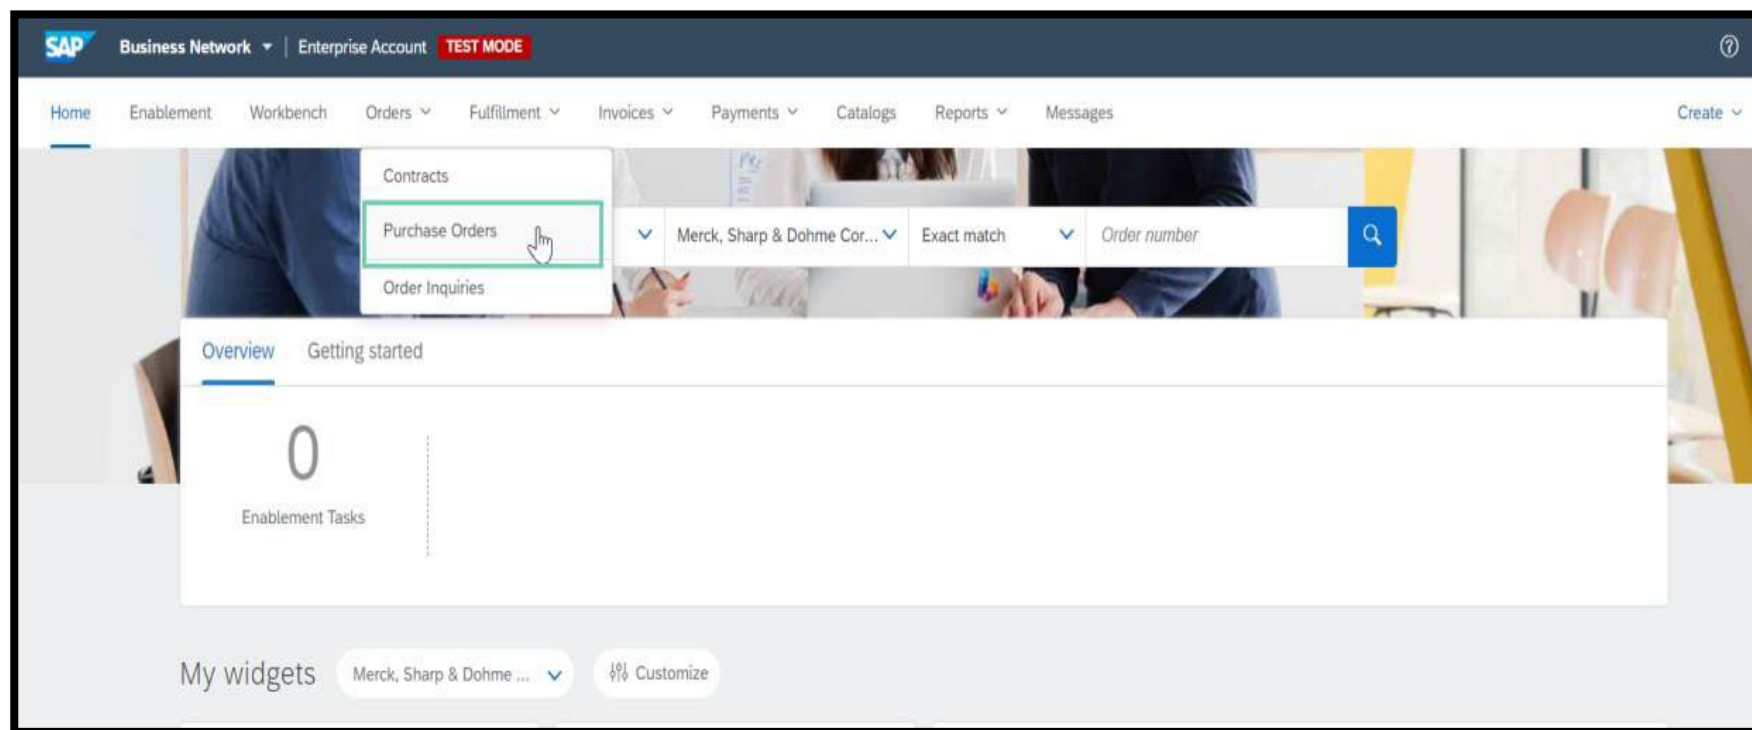 SAP Business Network Enterprise Account TEST MODE
Home Enablement Workbench Orders Fulfillment Invoices Payments Catalogs Reports Messages Create
Contracts
Purchase Orders
Order Inquiries
Merck, Sharp & Dohme Cor... Exact match Order number
Overview Getting started
0
Enablement Tasks
My widgets Merck, Sharp & Dohme ... Customize